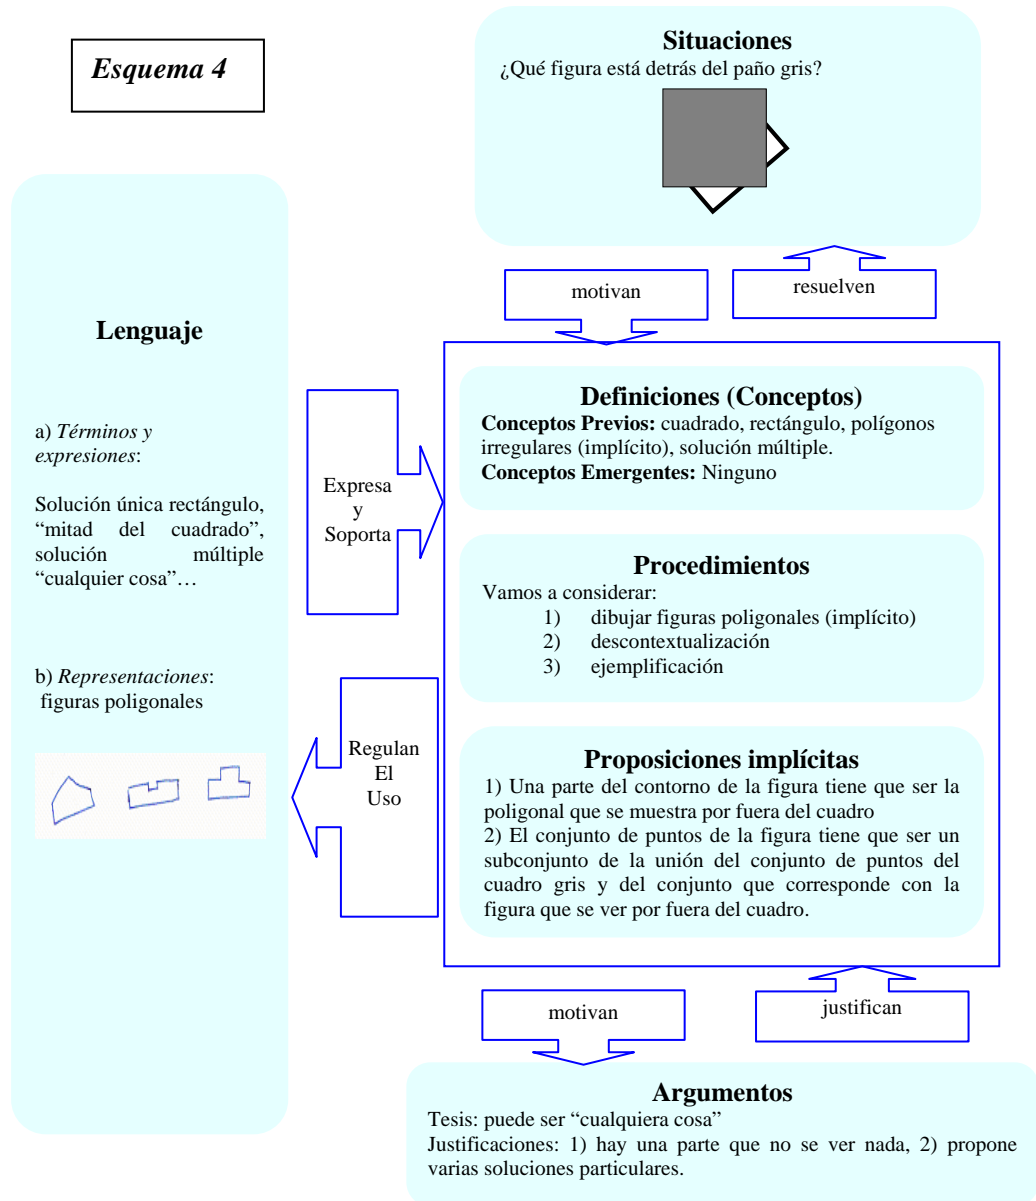 Esquema 4
Situaciones
¿Qué figura está detrás del paño gris?
motivan
resuelven
Lenguaje
a) Términos y
expresiones:
Solución única rectángulo,
“mitad del cuadrado”,
solución múltiple
“cualquier cosa”…
b) Representaciones:
figuras poligonales
Expresa
y
Soporta
Regulan
El
Uso
Definiciones (Conceptos)
Conceptos Previos: cuadrado, rectángulo, polígonos
irregulares (implícito), solución múltiple.
Conceptos Emergentes: Ninguno
Procedimientos
Vamos a considerar:
1) dibujar figuras poligonales (implícito)
2) descontextualización
3) ejemplificación
Proposiciones implícitas
1) Una parte del contorno de la figura tiene que ser la
poligonal que se muestra por fuera del cuadro
2) El conjunto de puntos de la figura tiene que ser un
subconjunto de la unión del conjunto de puntos del
cuadro gris y del conjunto que corresponde con la
figura que se ver por fuera del cuadro.
motivan
justifican
Argumentos
Tesis: puede ser “cualquiera cosa”
Justificaciones: 1) hay una parte que no se ver nada, 2) propone
varias soluciones particulares.